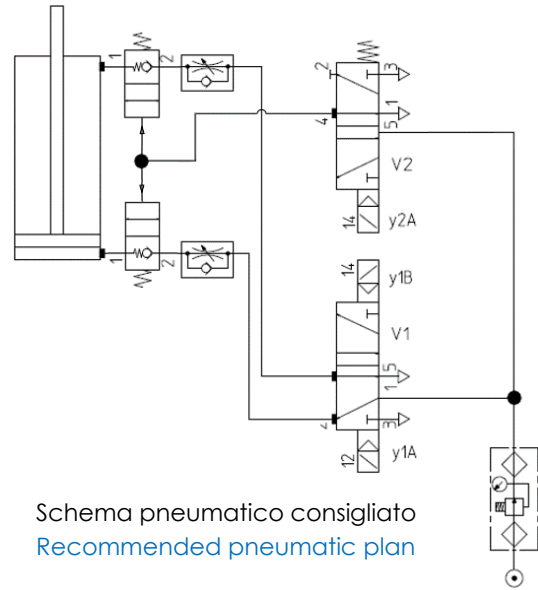 1
2
2
3
1
4
5
V2
14
y2A
1
2
14
y1B
V1
5
1
4
3
12
y1A
Schema pneumatico consigliato
Recommended pneumatic plan